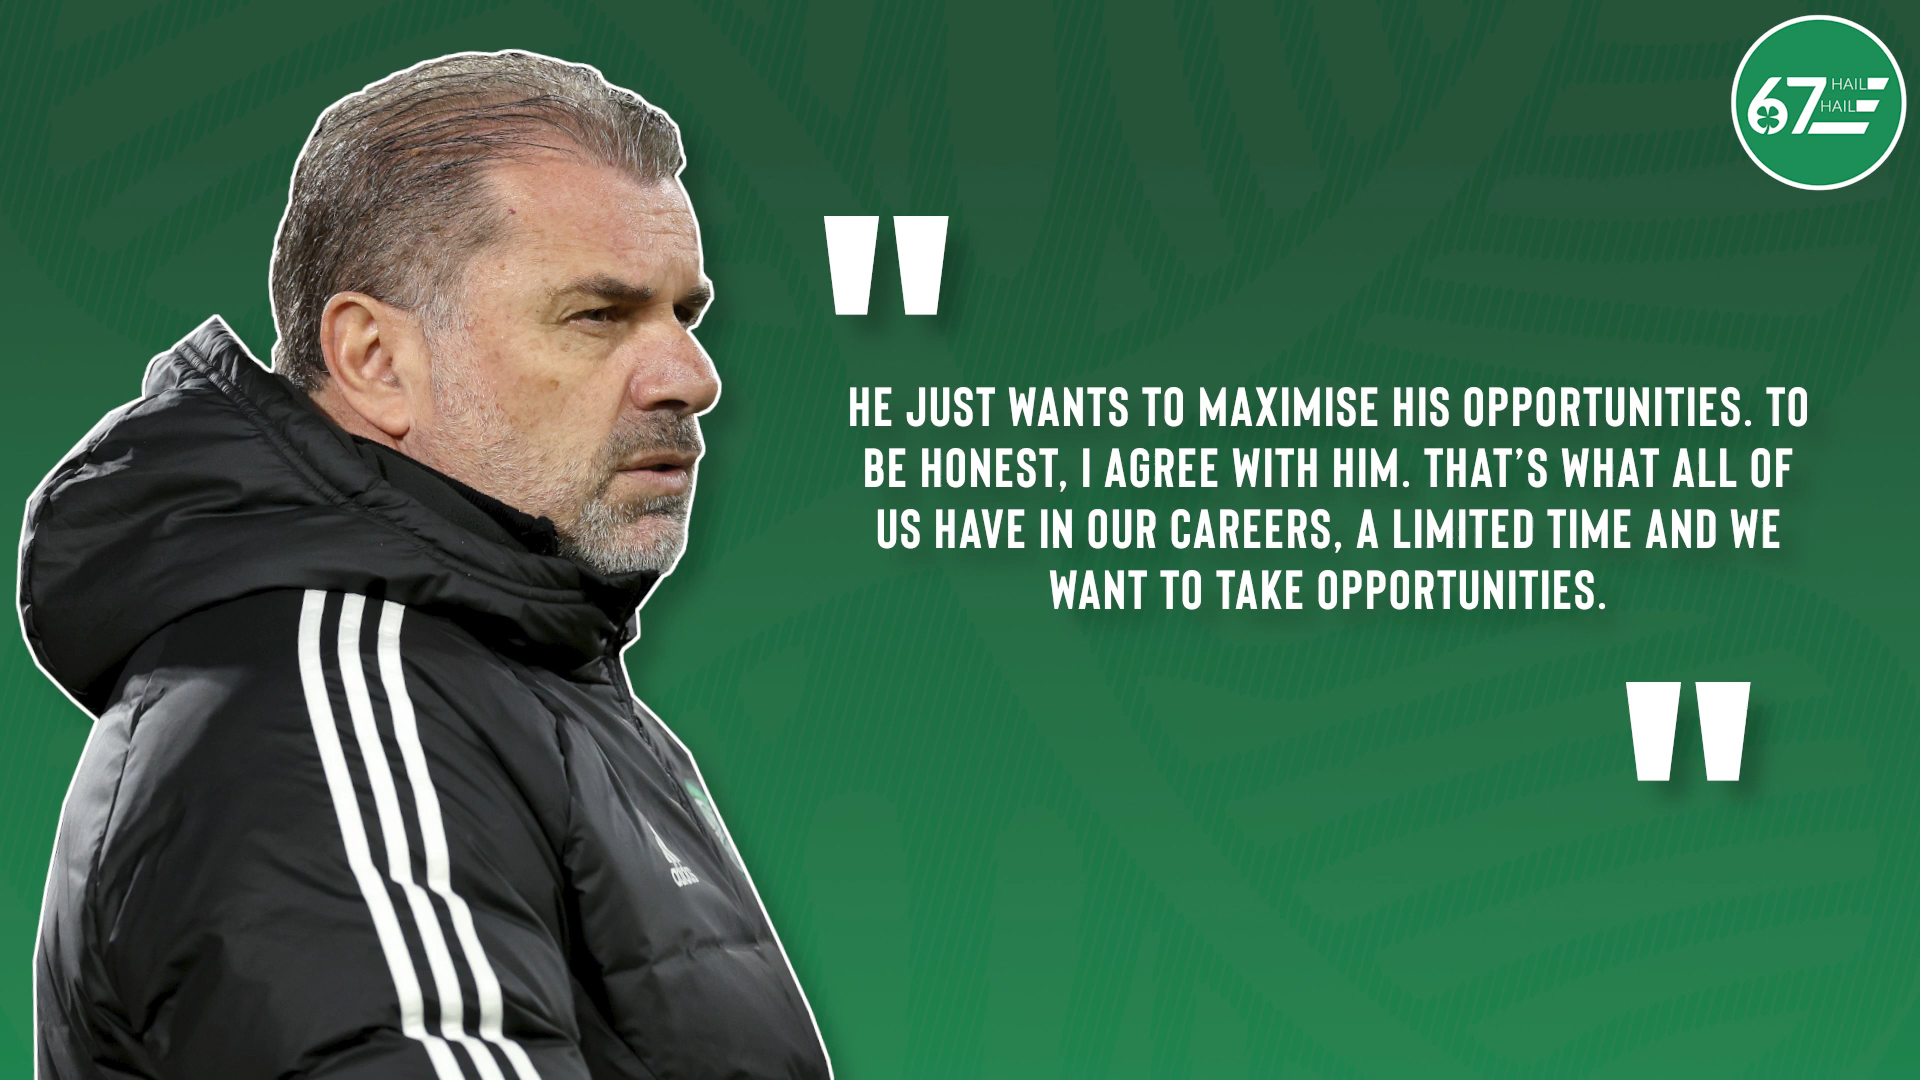 67 HAIL
HAIL
"
HE JUST WANTS TO MAXIMISE HIS OPPORTUNITIES. TO
BE HONEST, I AGREE WITH HIM. THAT’S WHAT ALL OF
US HAVE IN OUR CAREERS, A LIMITED TIME AND WE
WANT TO TAKE OPPORTUNITIES.
"
adidas